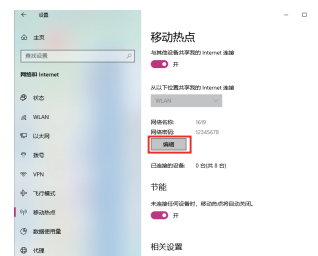 设置
主页
查找设置
网络和 Internet
状态
WLAN
以太网
拨号
VPN
飞行模式
移动热点
数据使用量
代理
移动热点
与其他设备共享我的 Internet 连接
开
从以下位置共享我的 Internet 连接
WLAN
网络名称: 1619
网络密码: 12345678
编辑
已连接的设备: 0 台(共 8 台)
节能
未连接任何设备时，移动热点将自动关闭。
开
相关设置